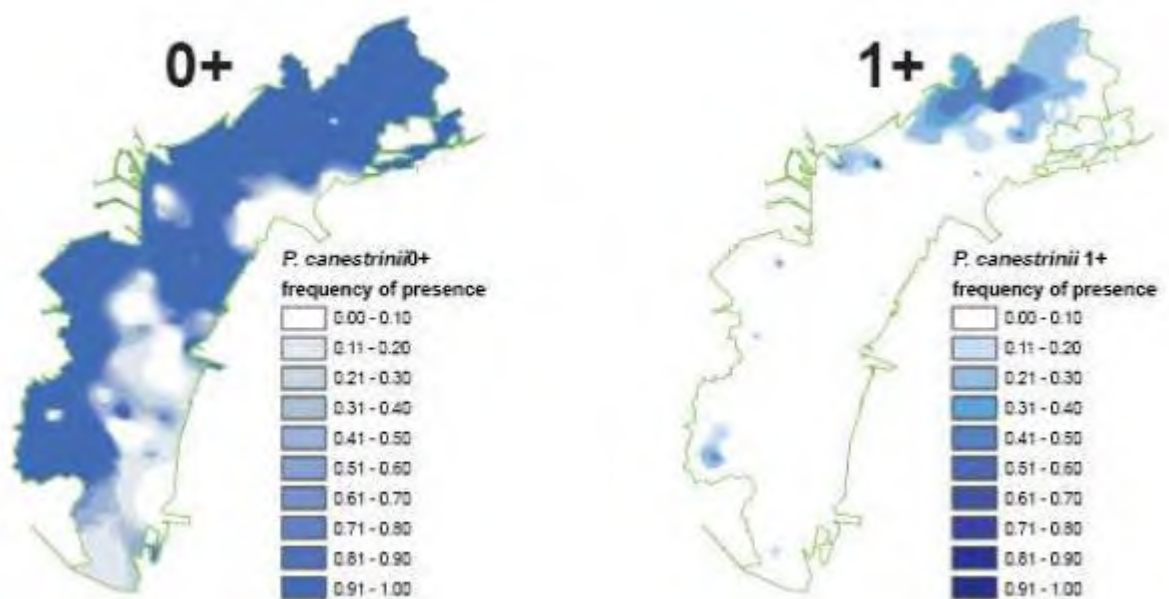 0+
P. canestrinii0+
frequency of presence
0.00 - 0.10
0.11 - 0.20
0.21 - 0.30
0.31 - 0.40
0.41 - 0.50
0.51 - 0.60
0.61 - 0.70
0.71 - 0.80
0.81 - 0.90
0.91 - 1.00
1+
P. canestrinii 1+
frequency of presence
0.00 - 0.10
0.11 - 0.20
0.21 - 0.30
0.31 - 0.40
0.41 - 0.50
0.51 - 0.60
0.61 - 0.70
0.71 - 0.80
0.81 - 0.90
0.91 - 1.00